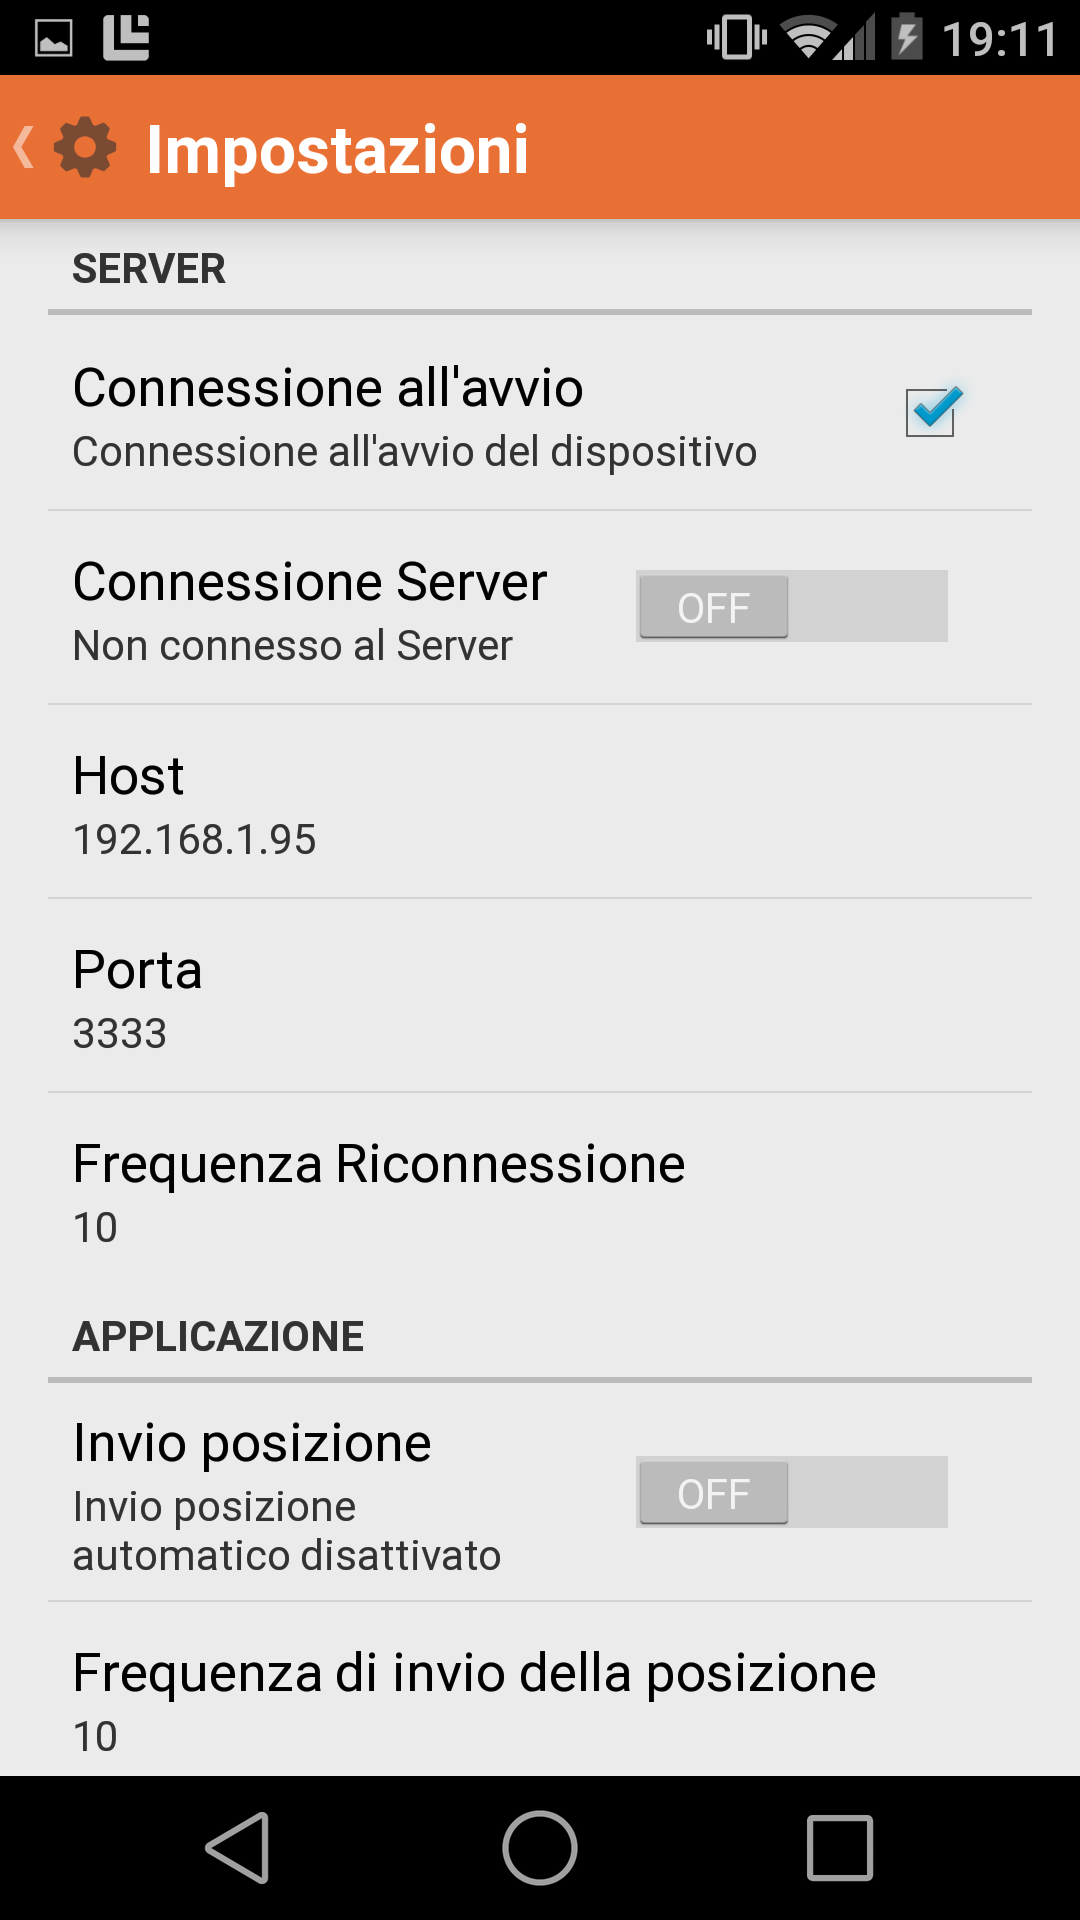 19:11
Impostazioni
SERVER
Connessione all'avvio
Connessione all'avvio del dispositivo
Connessione Server
OFF
Non connesso al Server
Host
192.168.1.95
Porta
3333
Frequenza Riconnessione
10
APPLICAZIONE
Invio posizione
OFF
Invio posizione
automatico disattivato
Frequenza di invio della posizione
10